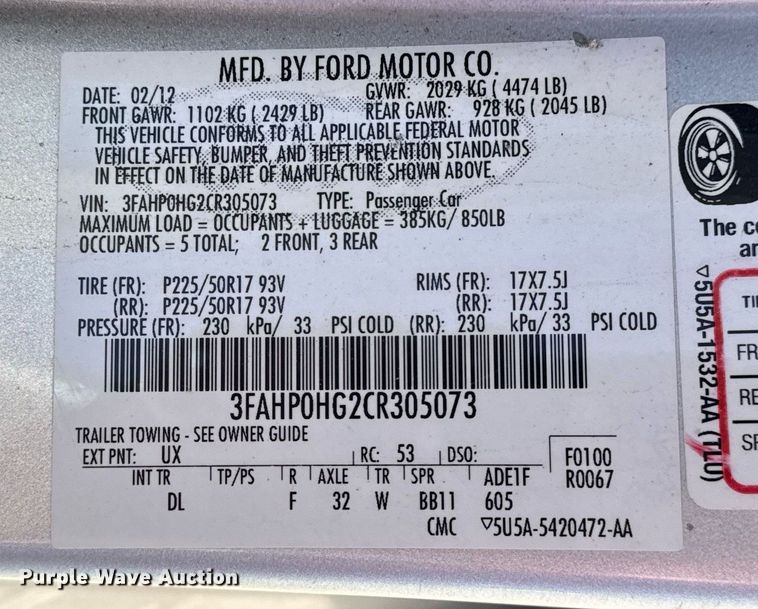 MFD. BY FORD MOTOR CO.
DATE: 02/12 GVWR: 2029 KG ( 4474 LB)
FRONT GAWR: 1102 KG ( 2429 LB) REAR GAWR: 928 KG ( 2045 LB)
THIS VEHICLE CONFORMS TO ALL APPLICABLE FEDERAL MOTOR
VEHICLE SAFETY, BUMPER, AND THEFT PREVENTION STANDARDS
IN EFFECT ON THE DATE OF MANUFACTURE SHOWN ABOVE.
VIN: 3FAHP0HG2CR305073 TYPE: Passenger Car
MAXIMUM LOAD = OCCUPANTS + LUGGAGE = 385KG/ 850LB
OCCUPANTS = 5 TOTAL; 2 FRONT, 3 REAR
TIRE (FR): P225/50R17 93V RIMS (FR): 17X7.5J
(RR): P225/50R17 93V (RR): 17X7.5J
PRESSURE (FR): 230 kPa/ 33 PSI COLD (RR): 230 kPa/ 33 PSI COLD
3FAHP0HG2CR305073
TRAILER TOWING - SEE OWNER GUIDE
EXT PNT: UX RC: 53 DSO: F0100
R0067
INT TR TP/PS R AXLE TR SPR ADE1F
DL F 32 W BB11 605
CMC ▽5U5A-5420472-AA
The
▽5U5A-1532-AA (TLU)
FR
RE
Purple Wave Auction